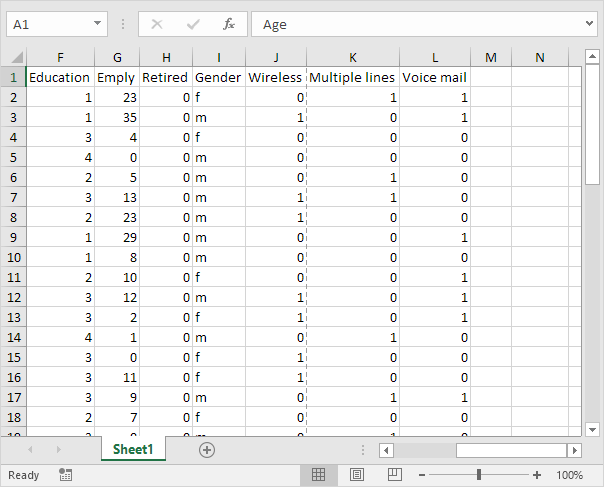 A1 fx Age
F G H I J K L M N
1 Education Emply Retired Gender Wireless Multiple lines Voice mail
2 1 23 0 f 0 1 1
3 1 35 0 m 1 0 1
4 3 4 0 f 0 0 0
5 4 0 0 m 0 0 0
6 2 5 0 m 0 1 0
7 3 13 0 m 1 1 0
8 2 23 0 m 1 0 0
9 1 29 0 m 0 0 1
10 1 8 0 m 0 0 0
11 2 10 0 f 0 0 1
12 3 12 0 m 1 0 1
13 3 2 0 f 1 0 1
14 4 1 0 m 0 1 0
15 3 0 0 f 1 0 0
16 3 11 0 f 1 0 0
17 3 9 0 m 0 1 1
18 2 7 0 f 0 0 0
Sheet1
Ready 100%